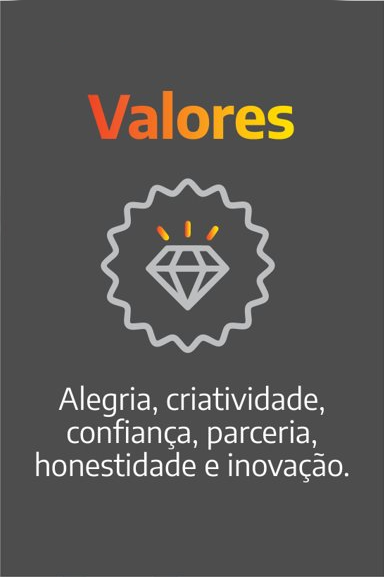 Valores
Alegria, criatividade,
confiança, parceria,
honestidade e inovação.